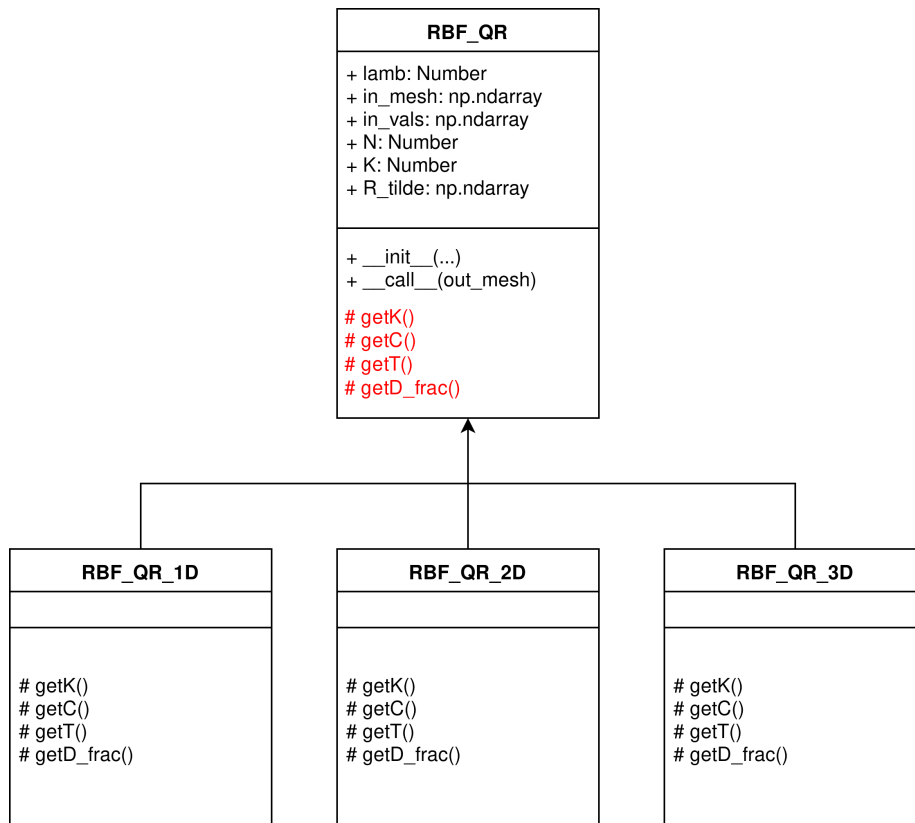 RBF_QR
+ lamb: Number
+ in_mesh: np.ndarray
+ in_vals: np.ndarray
+ N: Number
+ K: Number
+ R_tilde: np.ndarray
+ __init__(...)
+ __call__(out_mesh)
# getK()
# getC()
# getT()
# getD_frac()
RBF_QR_1D
# getK()
# getC()
# getT()
# getD_frac()
RBF_QR_2D
# getK()
# getC()
# getT()
# getD_frac()
RBF_QR_3D
# getK()
# getC()
# getT()
# getD_frac()